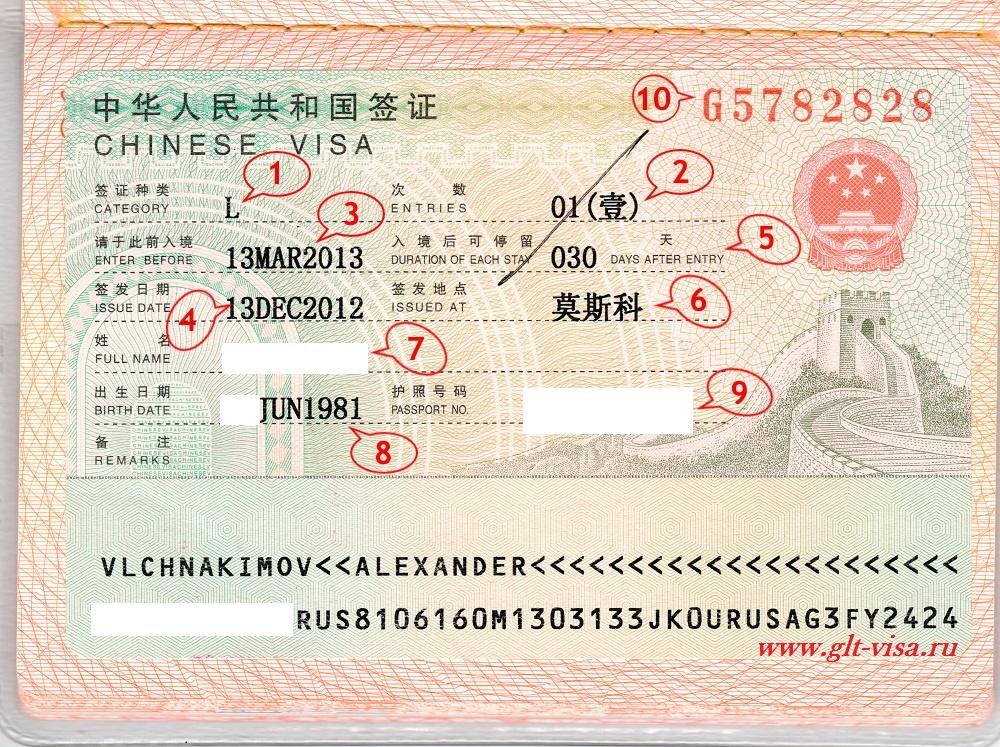 中华人民共和国签证
CHINESE VISA
10
G5782828
签证种类
CATEGORY
L
1
次 数
ENTRIES
01(壹)
2
请于此前入境
ENTER BEFORE
13MAR2013
3
入境后可停留
DURATION OF EACH STAY
030
天
DAYS AFTER ENTRY
5
签发日期
ISSUE DATE
4
13DEC2012
签发地点
ISSUED AT
莫斯科
6
姓 名
FULL NAME
7
出生日期
BIRTH DATE
JUN1981
8
护照号码
PASSPORT NO.
9
备 注
REMARKS
VLCHNAKIMOV<<ALEXANDER<<<<<<<<<<<<<<<<<<<<<<
RUS8106160M1303133JKOURUSAG3FY2424
www.glt-visa.ru